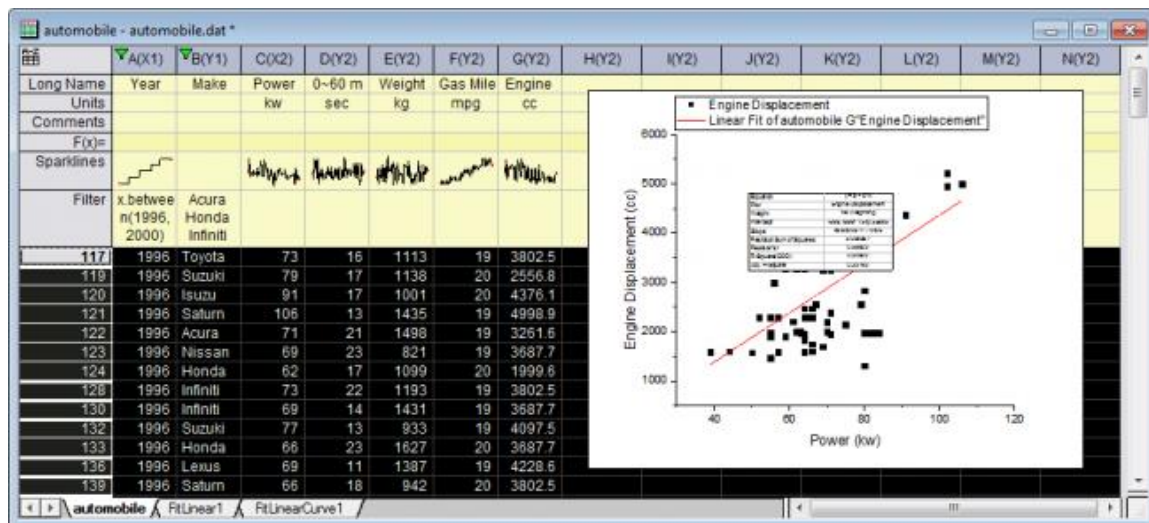 automobile - automobile.dat *
A(X1) B(Y1) C(X2) D(Y2) E(Y2) F(Y2) G(Y2) H(Y2) I(Y2) J(Y2) K(Y2) L(Y2) M(Y2) N(Y2)
Long Name Year Make Power 0~60 m Weight Gas Mile Engine
Units kw sec kg mpg cc
Comments
F(x)=
Sparklines
Filter x.betwee Acura
n(1996, Honda
2000) Infiniti
117 1996 Toyota 73 16 1113 19 3802.5
119 1996 Suzuki 79 17 1138 20 2556.8
120 1996 Isuzu 91 17 1001 20 4376.1
121 1996 Saturn 106 13 1435 19 4998.9
122 1996 Acura 71 21 1498 19 3261.6
123 1996 Nissan 69 23 821 19 3687.7
124 1996 Honda 62 17 1099 20 1999.6
128 1996 Infiniti 73 22 1193 19 3802.5
130 1996 Infiniti 69 14 1431 19 3687.7
132 1996 Suzuki 77 13 933 20 4097.5
133 1996 Honda 66 23 1627 20 3687.7
136 1996 Lexus 69 11 1387 19 4228.6
139 1996 Saturn 66 18 942 20 3802.5
Engine Displacement
Linear Fit of automobile G"Engine Displacement"
6000
5000
4000
3000
2000
1000
Engine Displacement (cc)
40 60 80 100 120
Power (kw)
automobile FitLinear1 FitLinearCurve1